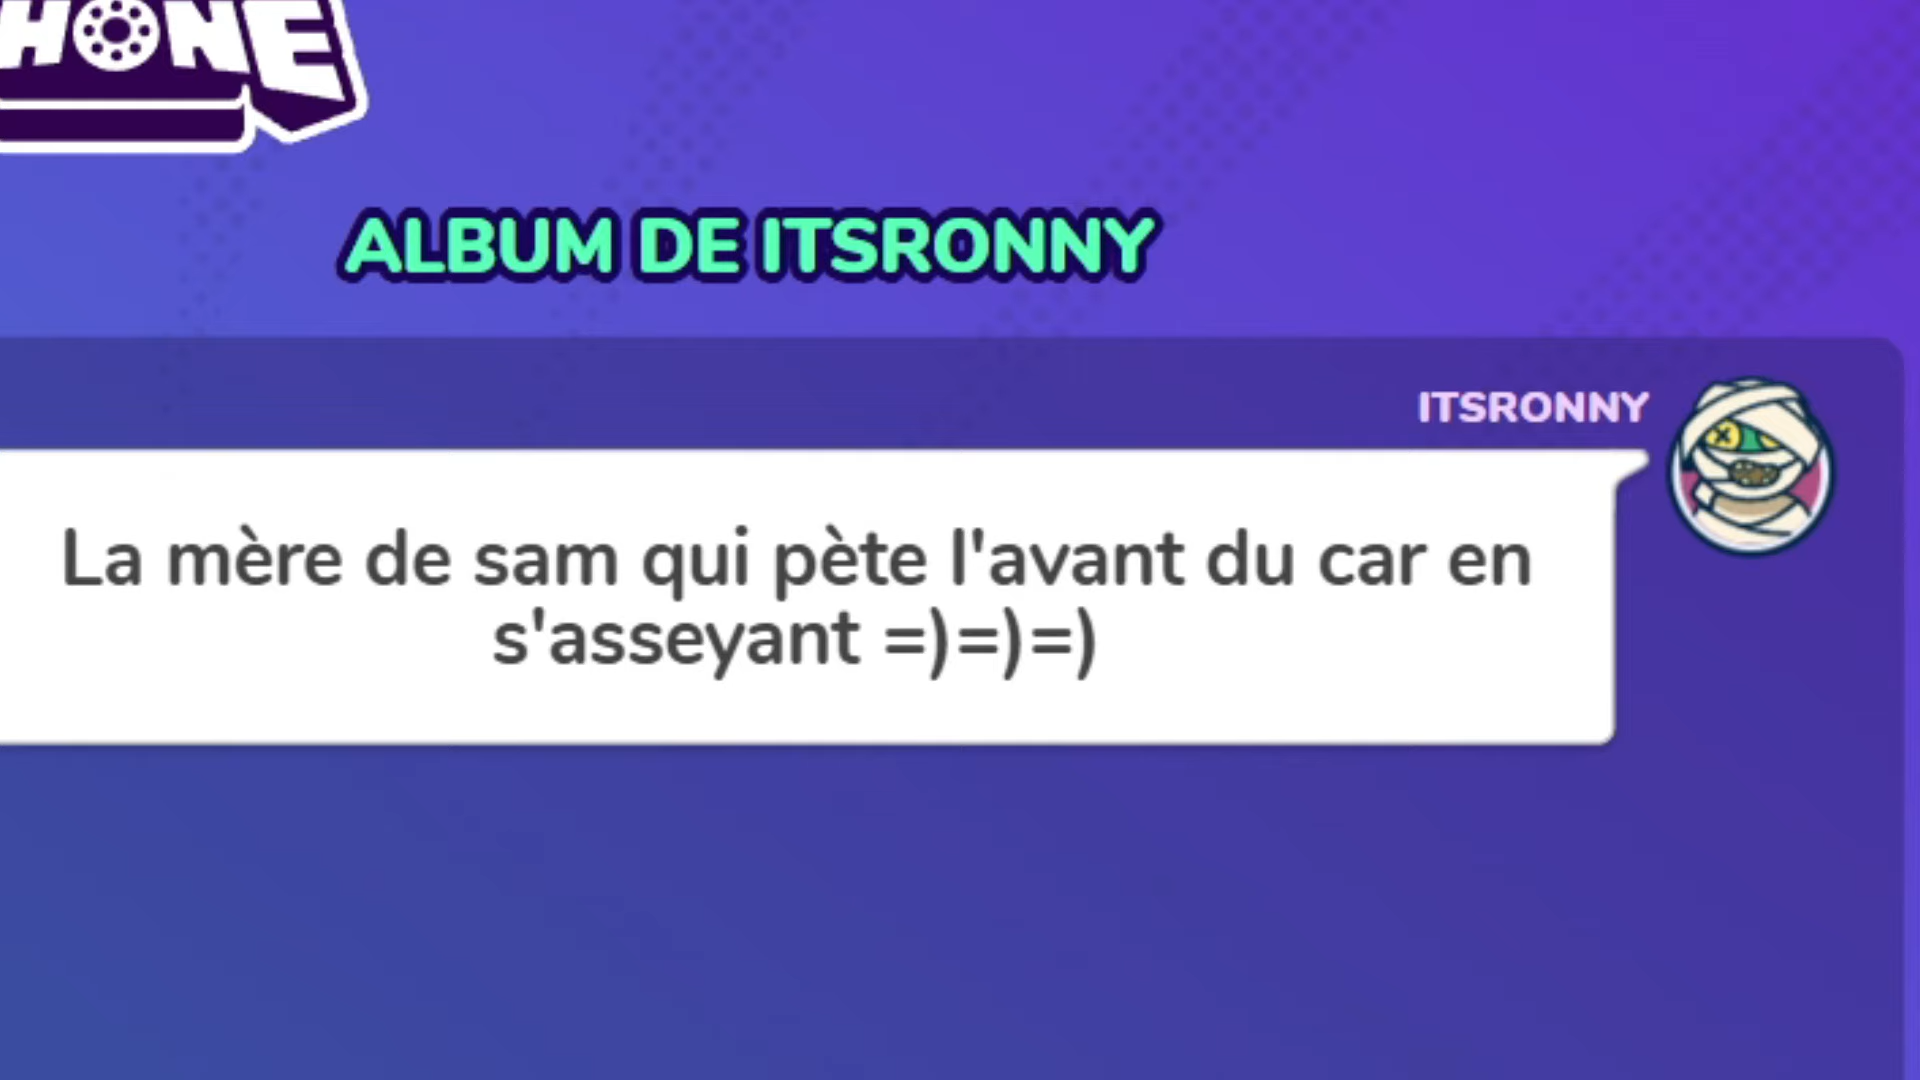 HONE
ALBUM DE ITSRONNY
ITSRONNY
La mère de sam qui pète l'avant du car en
s'asseyant =)=)=)